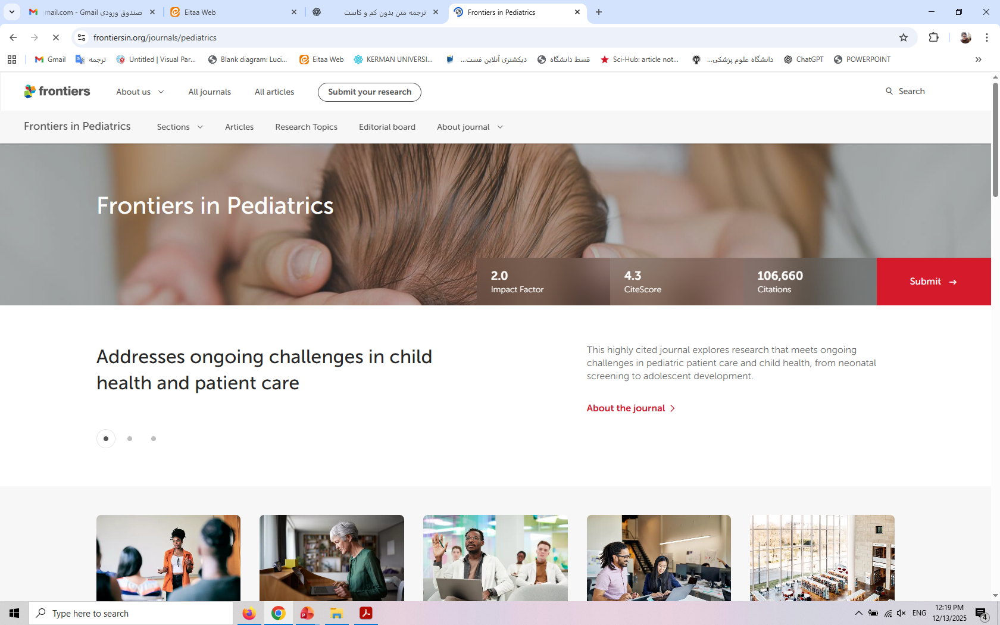 mail.com - Gmail صندوق ورودی
Eitaa Web
ترجمه متن بدون کم و کاست
Frontiers in Pediatrics
frontiersin.org/journals/pediatrics
Gmail
ترجمه
Untitled | Visual Par...
Blank diagram: Luci...
Eitaa Web
KERMAN UNIVERSI...
دیکشنری آنلاین فست...
قسط دانشگاه
Sci-Hub: article not...
دانشگاه علوم پزشکی...
ChatGPT
POWERPOINT
frontiers
About us
All journals
All articles
Submit your research
Search
Frontiers in Pediatrics
Sections
Articles
Research Topics
Editorial board
About journal
Frontiers in Pediatrics
2.0
Impact Factor
4.3
CiteScore
106,660
Citations
Submit
Addresses ongoing challenges in child
health and patient care
This highly cited journal explores research that meets ongoing
challenges in pediatric patient care and child health, from neonatal
screening to adolescent development.
About the journal
Type here to search
ENG
12:19 PM
12/13/2025
4